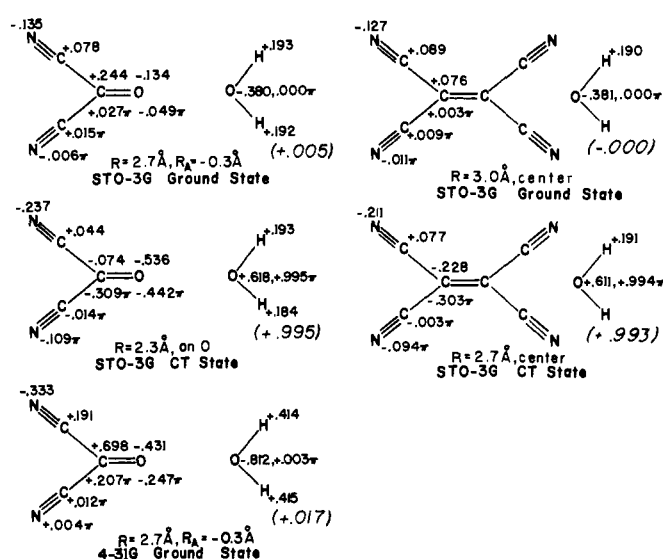 -.135
N
C
+.078
+.244 -.134
C=O
+.027π -.049π
C
+.015π
N
-.006π
H
+.193
O
-.380,.000π
H
+.192
(+.005)
R=2.7Å, RA=-0.3Å
STO-3G Ground State
-.127
N
C
+.089
+.076
C=C
+.003π
C
+.009π
N
-.011π
C
N
C
N
H
+.190
O
-.381,.000π
H
(-.000)
R=3.0Å,center
STO-3G Ground State
-.237
N
C
+.044
-.074 -.536
C=O
-.309π -.442π
C
-.014π
N
-.109π
H
+.193
O
+.618,+.995π
H
+.184
(+.995)
R=2.3Å, on O
STO-3G CT State
-.211
N
C
+.077
-.228
C=C
-.303π
C
-.003π
N
-.094π
C
N
C
N
H
+.191
O
+.611,+.994π
H
(+.993)
R=2.7Å,center
STO-3G CT State
-.333
N
C
+.191
+.698 -.431
C=O
+.207π -.247π
C
+.012π
N
+.004π
H
+.414
O
-.812,+.003π
H
+.415
(+.017)
R=2.7Å, RA=-0.3Å
4-31G Ground State